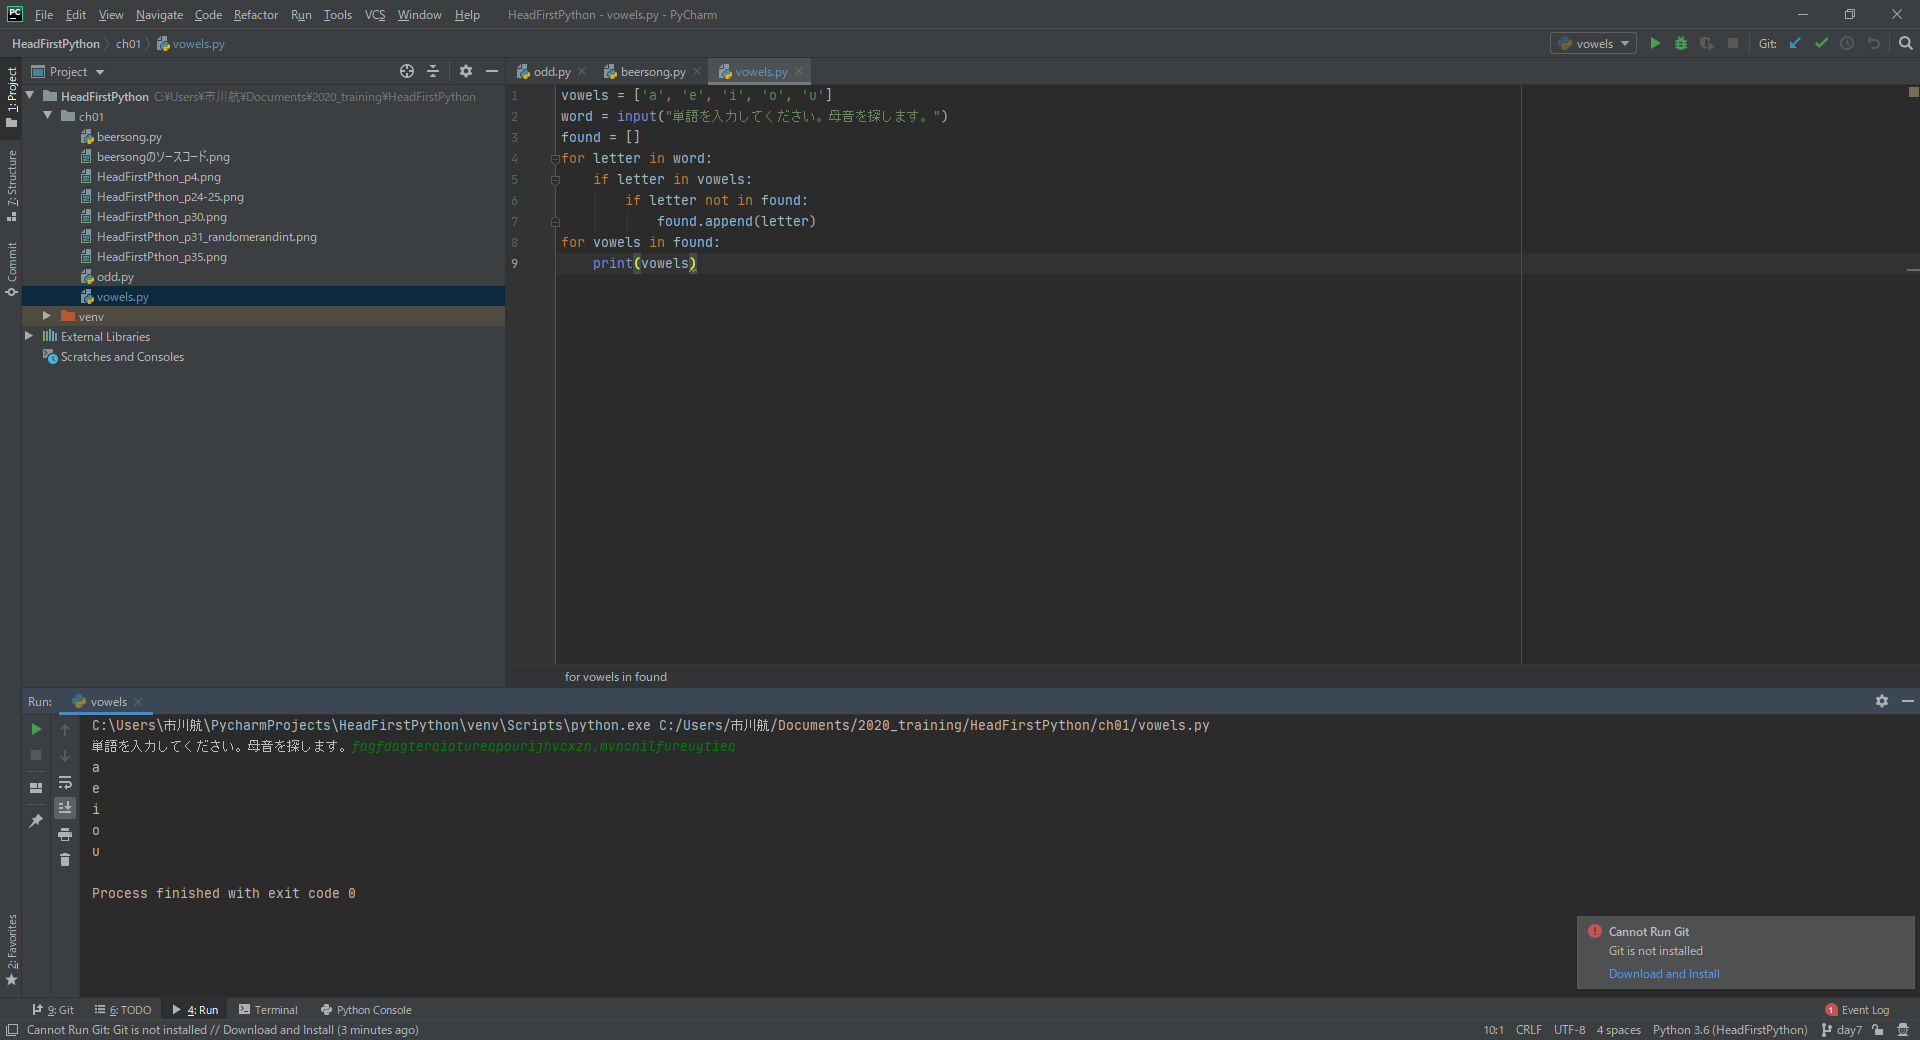 PC File Edit View Navigate Code Refactor Run Tools VCS Window Help HeadFirstPython - vowels.py - PyCharm
HeadFirstPython ch01 vowels.py
vowels Git:
Project
HeadFirstPython C:¥Users¥市川航¥Documents¥2020_training¥HeadFirstPython
ch01
beersong.py
beersongのソースコード.png
HeadFirstPthon_p4.png
HeadFirstPthon_p24-25.png
HeadFirstPthon_p30.png
HeadFirstPthon_p31_randomerandint.png
HeadFirstPthon_p35.png
odd.py
vowels.py
venv
External Libraries
Scratches and Consoles
1: Project
7: Structure
Commit
2: Favorites
odd.py beersong.py vowels.py
1 vowels = ['a', 'e', 'i', 'o', 'u']
2 word = input("単語を入力してください。母音を探します。")
3 found = []
4 for letter in word:
5 if letter in vowels:
6 if letter not in found:
7 found.append(letter)
8 for vowels in found:
9 print(vowels)
for vowels in found
Run: vowels
C:\Users\市川航\PycharmProjects\HeadFirstPython\venv\Scripts\python.exe C:/Users/市川航/Documents/2020_training/HeadFirstPython/ch01/vowels.py
単語を入力してください。母音を探します。fagfdagterqiotureqpourijhvcxzn,mvncnilfureuytieq
a
e
i
o
u
Process finished with exit code 0
Cannot Run Git
Git is not installed
Download and Install
9: Git 6: TODO 4: Run Terminal Python Console 1 Event Log
Cannot Run Git: Git is not installed // Download and Install (3 minutes ago) 10:1 CRLF UTF-8 4 spaces Python 3.6 (HeadFirstPython) day7